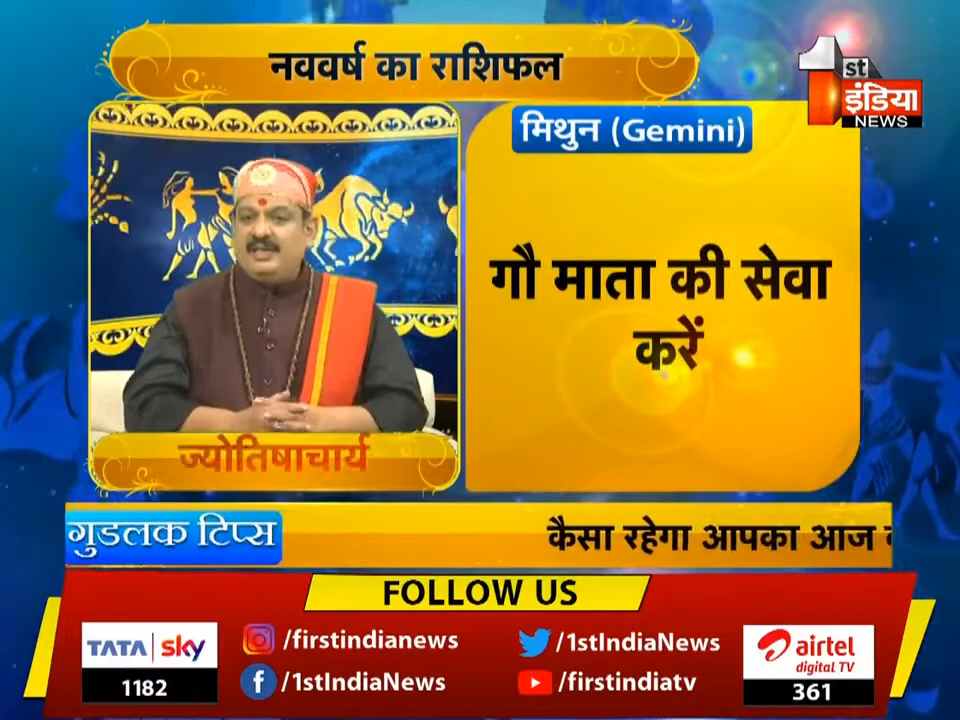 नववर्ष का राशिफल
1st
इंडिया
NEWS
मिथुन (Gemini)
गौ माता की सेवा
करें
ज्योतिषाचार्य
गुडलक टिप्स
कैसा रहेगा आपका आज
FOLLOW US
TATA sky
1182
/firstindianews
/1stIndiaNews
/1stIndiaNews
/firstindiatv
airtel
digital TV
361